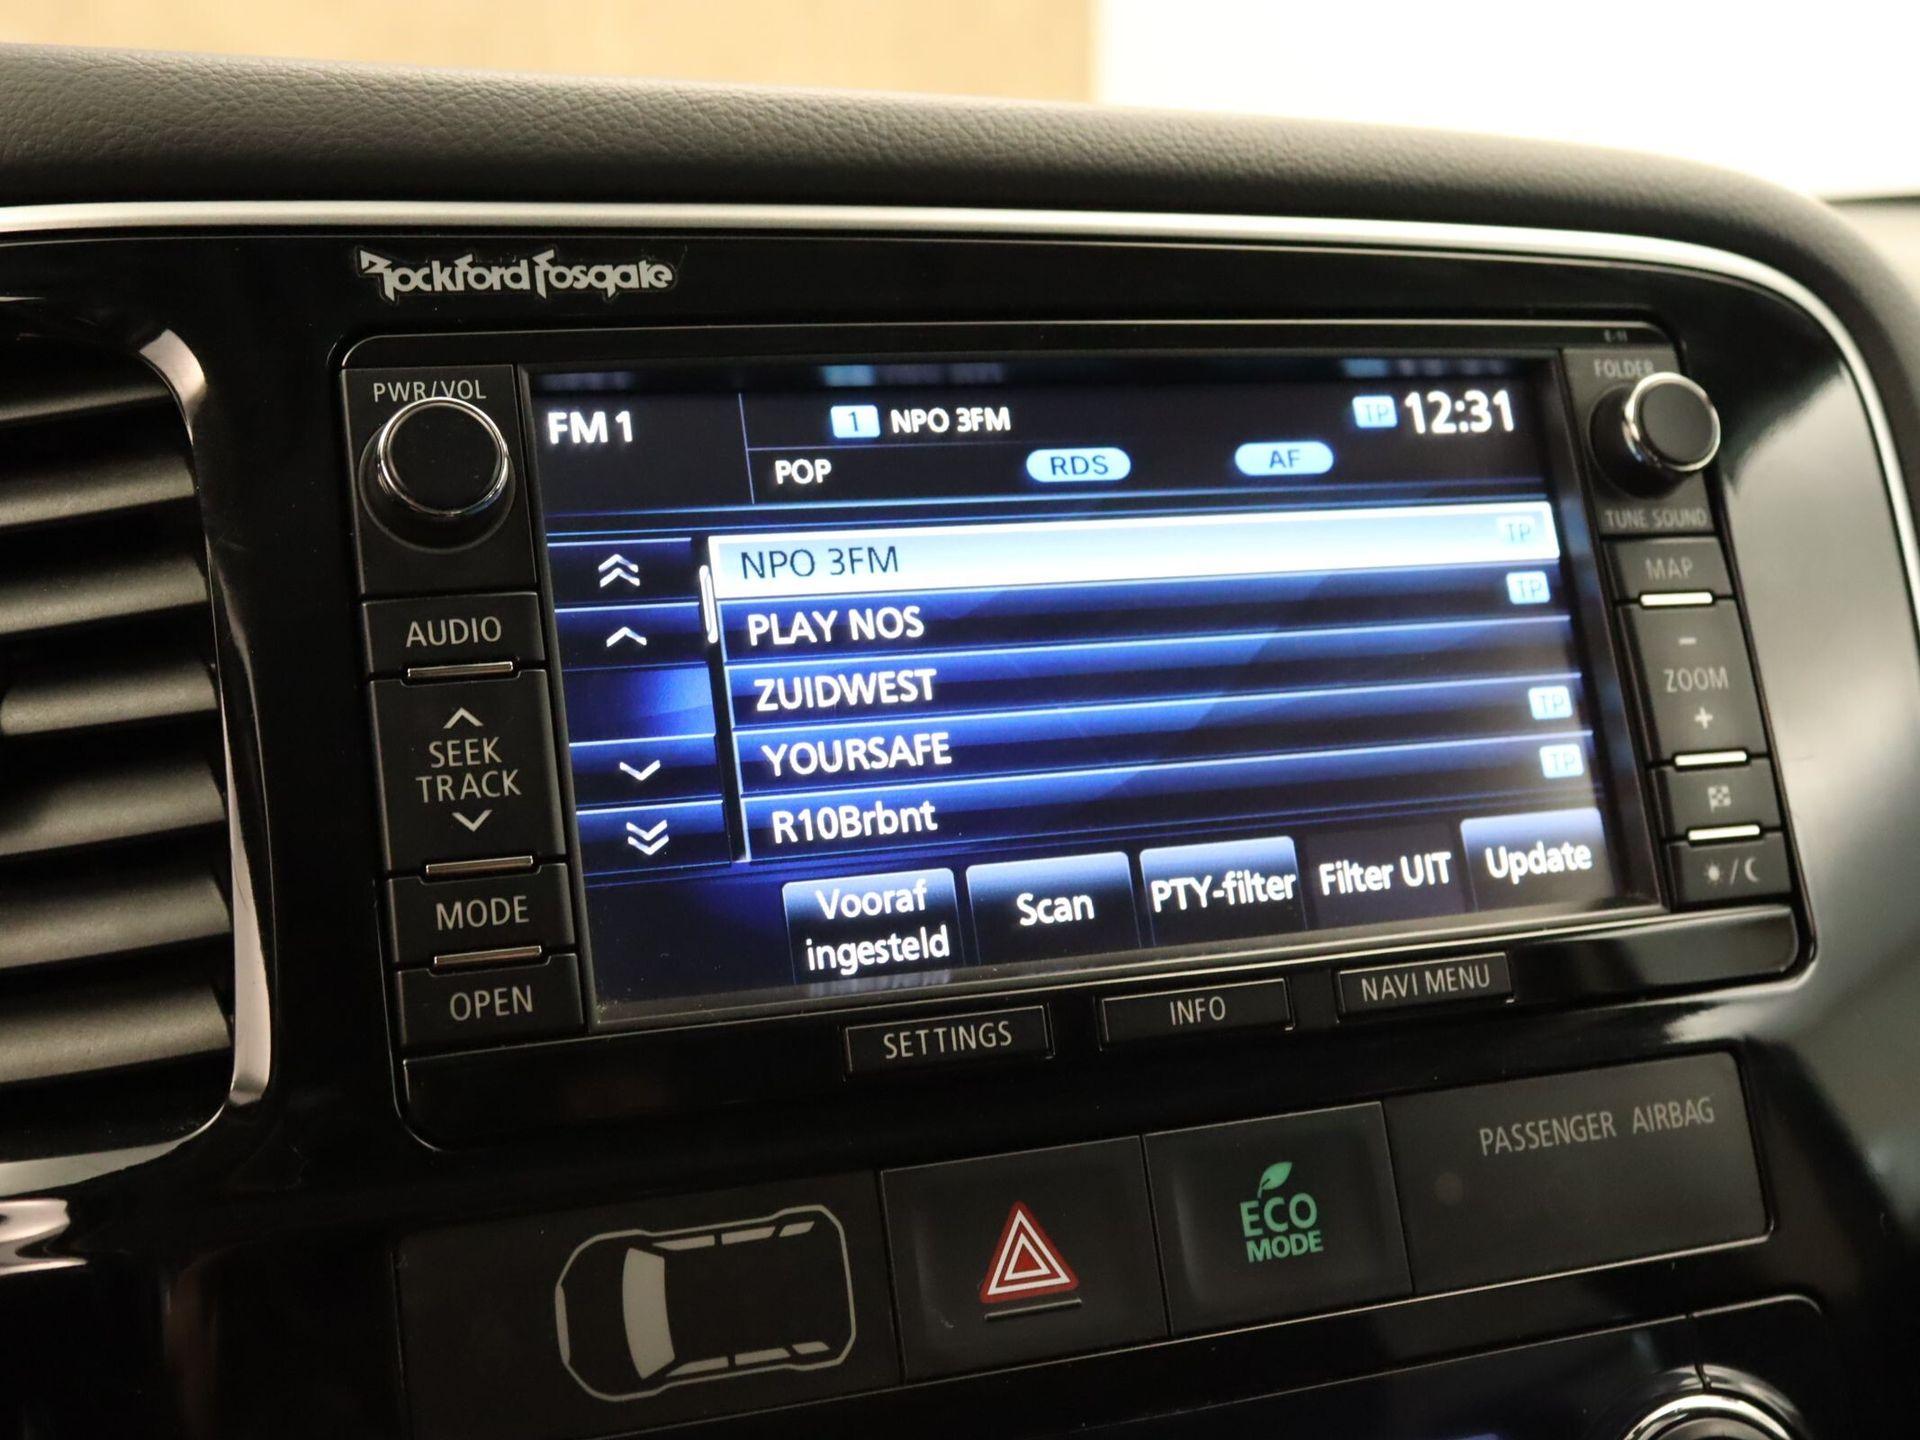 Rockford Fosgate
PWR/VOL
FOLDER
FM1
1 NPO 3FM
TP 12:31
POP
RDS
AF
TUNE SOUND
NPO 3FM TP
PLAY NOS TP
ZUIDWEST
YOURSAFE TP
R10Brbnt TP
Vooraf
ingesteld
Scan
PTY-filter
Filter UIT
Update
AUDIO
SEEK
TRACK
MODE
OPEN
MAP
-
ZOOM
+
SETTINGS
INFO
NAVI MENU
PASSENGER AIRBAG
ECO
MODE